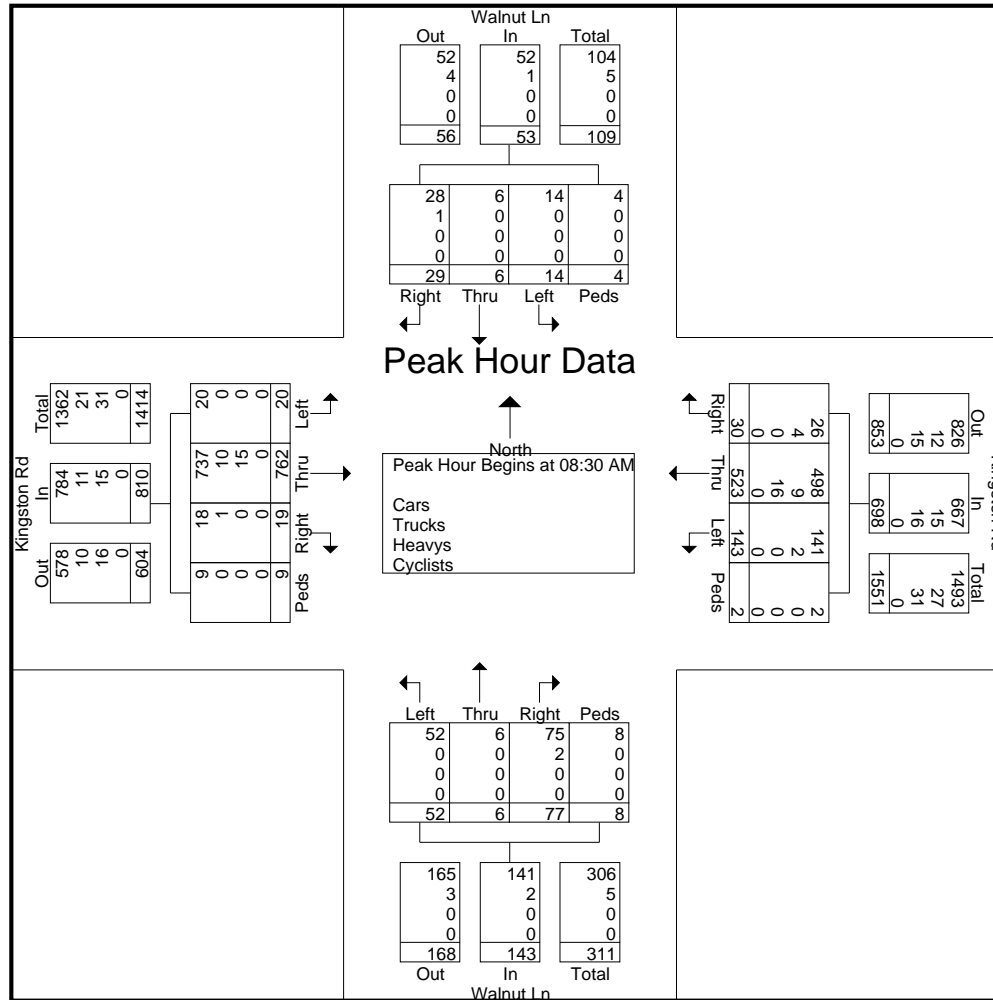 Walnut Ln
Out In Total
52 52 104
4 1 5
0 0 0
0 0 0
56 53 109
28 6 14 4
1 0 0 0
0 0 0 0
0 0 0 0
29 6 14 4
Right Thru Left Peds
Peak Hour Data
North
Peak Hour Begins at 08:30 AM
Cars
Trucks
Heavys
Cyclists
Kingston Rd
Out In Total
578 784 1362
10 11 21
16 15 31
0 0 0
604 810 1414
Peds Right Thru Left
9 18 737 20
0 1 10 0
0 0 15 0
0 0 0 0
9 19 762 20
Right Thru Left Peds
26 498 141 2
4 9 2 0
0 16 0 0
0 0 0 0
30 523 143 2
Out In Total
826 667 1493
12 15 27
15 16 31
0 0 0
853 698 1551
Left Thru Right Peds
52 6 75 8
0 0 2 0
0 0 0 0
0 0 0 0
52 6 77 8
165 141 306
3 2 5
0 0 0
0 0 0
168 143 311
Out In Total
Walnut Ln